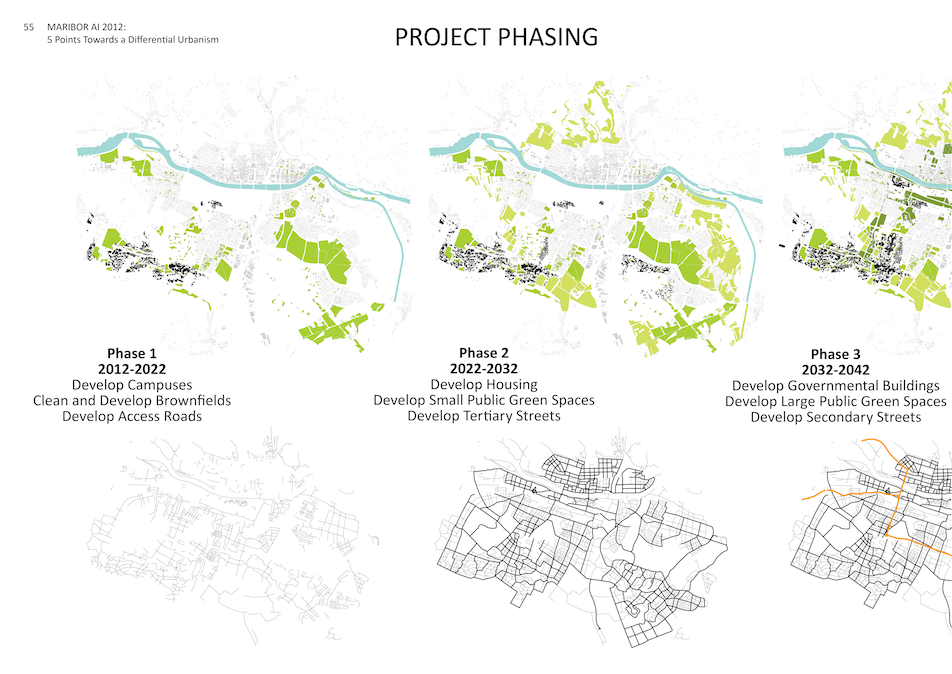 55 MARIBOR AI 2012:
5 Points Towards a Differential Urbanism
PROJECT PHASING
Phase 1
2012-2022
Develop Campuses
Clean and Develop Brownfields
Develop Access Roads
Phase 2
2022-2032
Develop Housing
Develop Small Public Green Spaces
Develop Tertiary Streets
Phase 3
2032-2042
Develop Governmental Buildings
Develop Large Public Green Spaces
Develop Secondary Streets